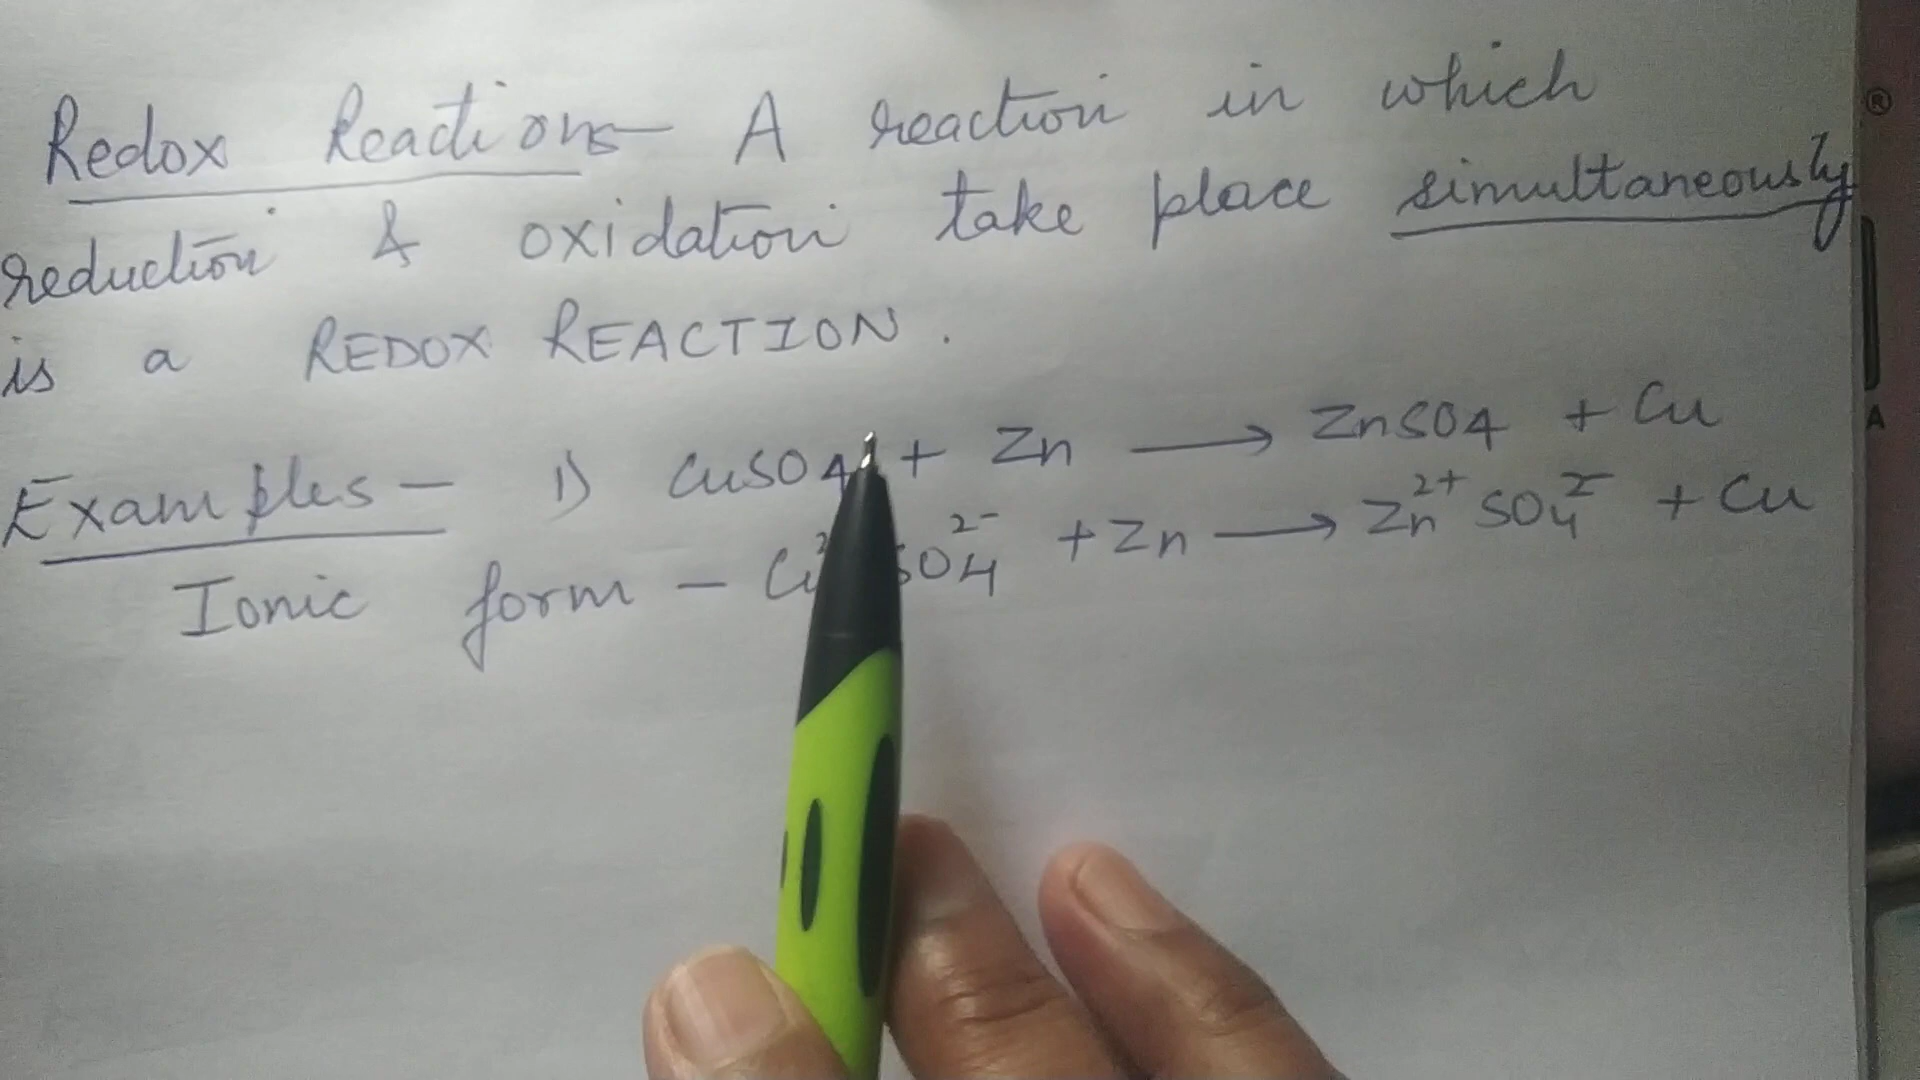 Redox Reactions- A reaction in which
reduction & oxidation take place simultaneously
is a REDOX REACTION.
Examples- 1) CuSO4 + Zn → ZnSO4 + Cu
Ionic form - Cu² SO₄²⁻ + Zn → Zn²⁺ SO₄²⁻ + Cu
®
A